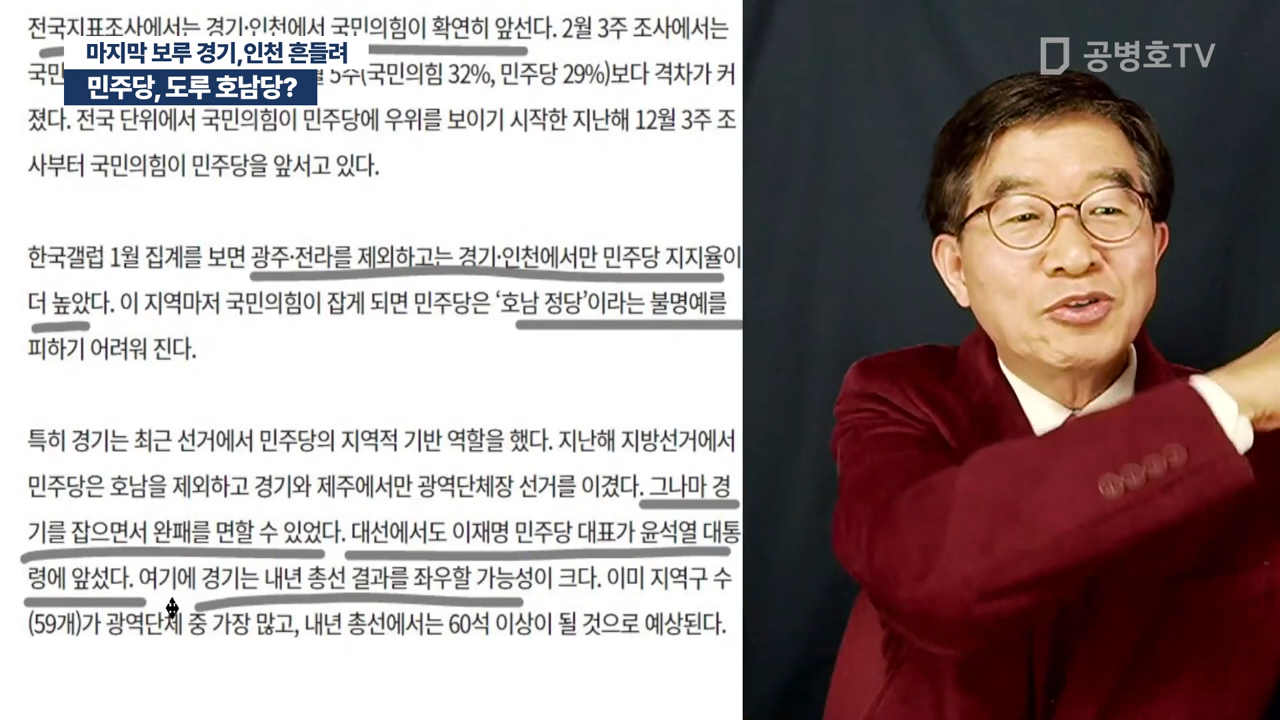 전국지표조사에서는 경기·인천에서 국민의힘이 확연히 앞선다. 2월 3주 조사에서는
마지막 보루 경기,인천 흔들려
민주당, 도루 호남당?
공병호TV
국민 5주(국민의힘 32%, 민주당 29%)보다 격차가 커
졌다. 전국 단위에서 국민의힘이 민주당에 우위를 보이기 시작한 지난해 12월 3주 조
사부터 국민의힘이 민주당을 앞서고 있다.
한국갤럽 1월 집계를 보면 광주·전라를 제외하고는 경기·인천에서만 민주당 지지율이
더 높았다. 이 지역마저 국민의힘이 잡게 되면 민주당은 ‘호남 정당’이라는 불명예를
피하기 어려워 진다.
특히 경기는 최근 선거에서 민주당의 지역적 기반 역할을 했다. 지난해 지방선거에서
민주당은 호남을 제외하고 경기와 제주에서만 광역단체장 선거를 이겼다. 그나마 경
기를 잡으면서 완패를 면할 수 있었다. 대선에서도 이재명 민주당 대표가 윤석열 대통
령에 앞섰다. 여기에 경기는 내년 총선 결과를 좌우할 가능성이 크다. 이미 지역구 수
(59개)가 광역단체 중 가장 많고, 내년 총선에서는 60석 이상이 될 것으로 예상된다.